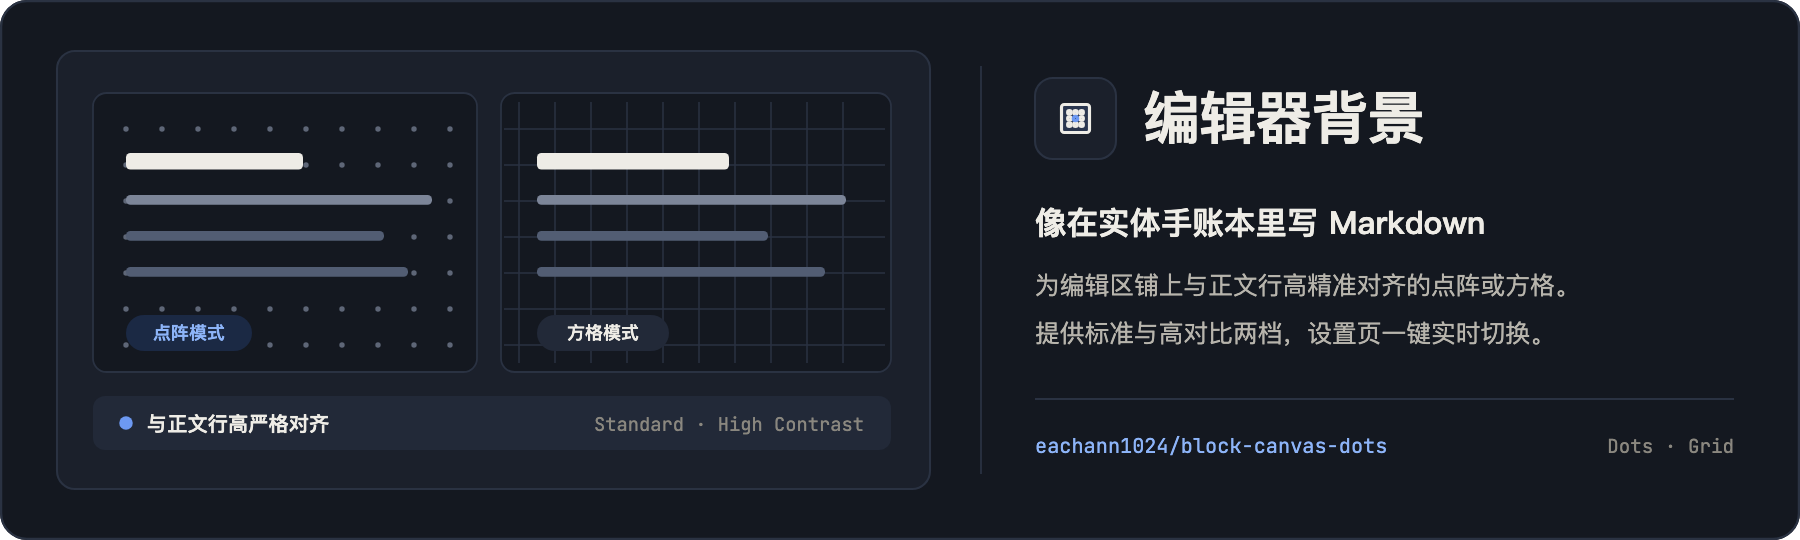 点阵模式
方格模式
与正文行高严格对齐
Standard · High Contrast
编辑器背景
像在实体手账本里写 Markdown
为编辑区铺上与正文行高精准对齐的点阵或方格。
提供标准与高对比两档，设置页一键实时切换。
eachann1024/block-canvas-dots
Dots · Grid